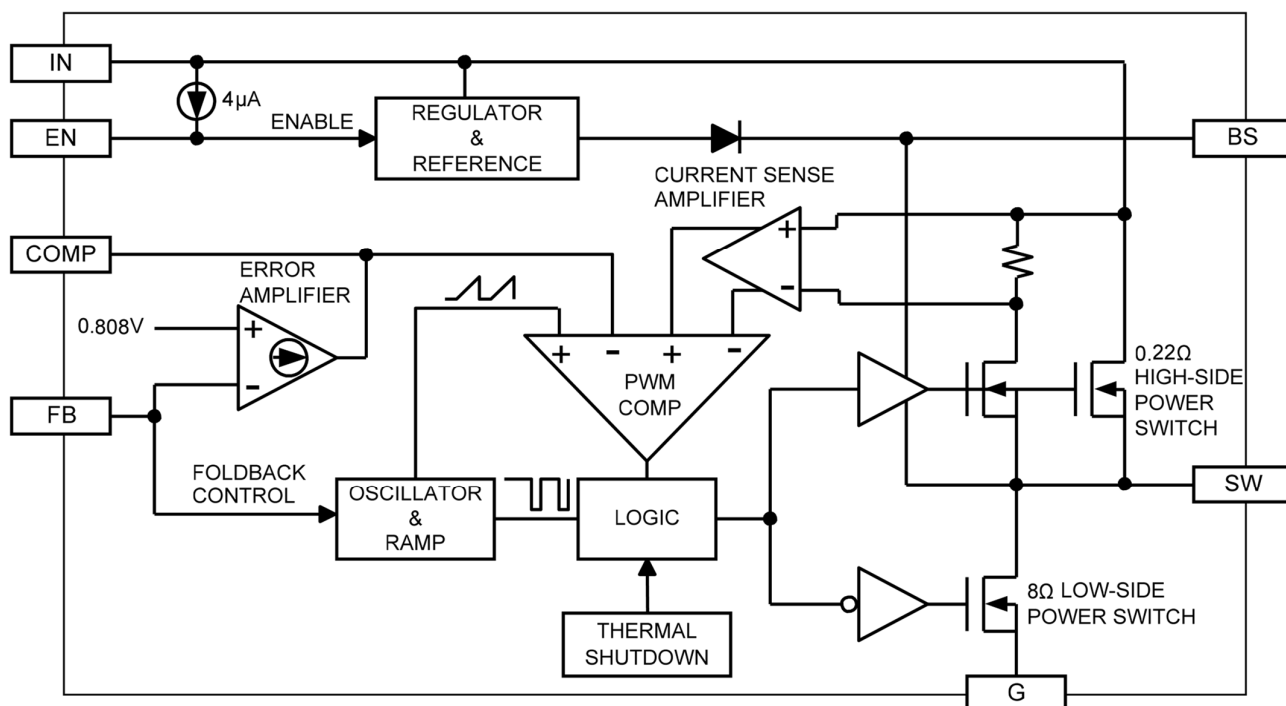 IN
4µA
EN
ENABLE
REGULATOR
&
REFERENCE
BS
CURRENT SENSE
AMPLIFIER
+
-
COMP
ERROR
AMPLIFIER
0.808V
+
-
+
-
+
-
PWM
COMP
0.22Ω
HIGH-SIDE
POWER
SWITCH
FB
FOLDBACK
CONTROL
OSCILLATOR
&
RAMP
LOGIC
SW
THERMAL
SHUTDOWN
8Ω LOW-SIDE
POWER SWITCH
G